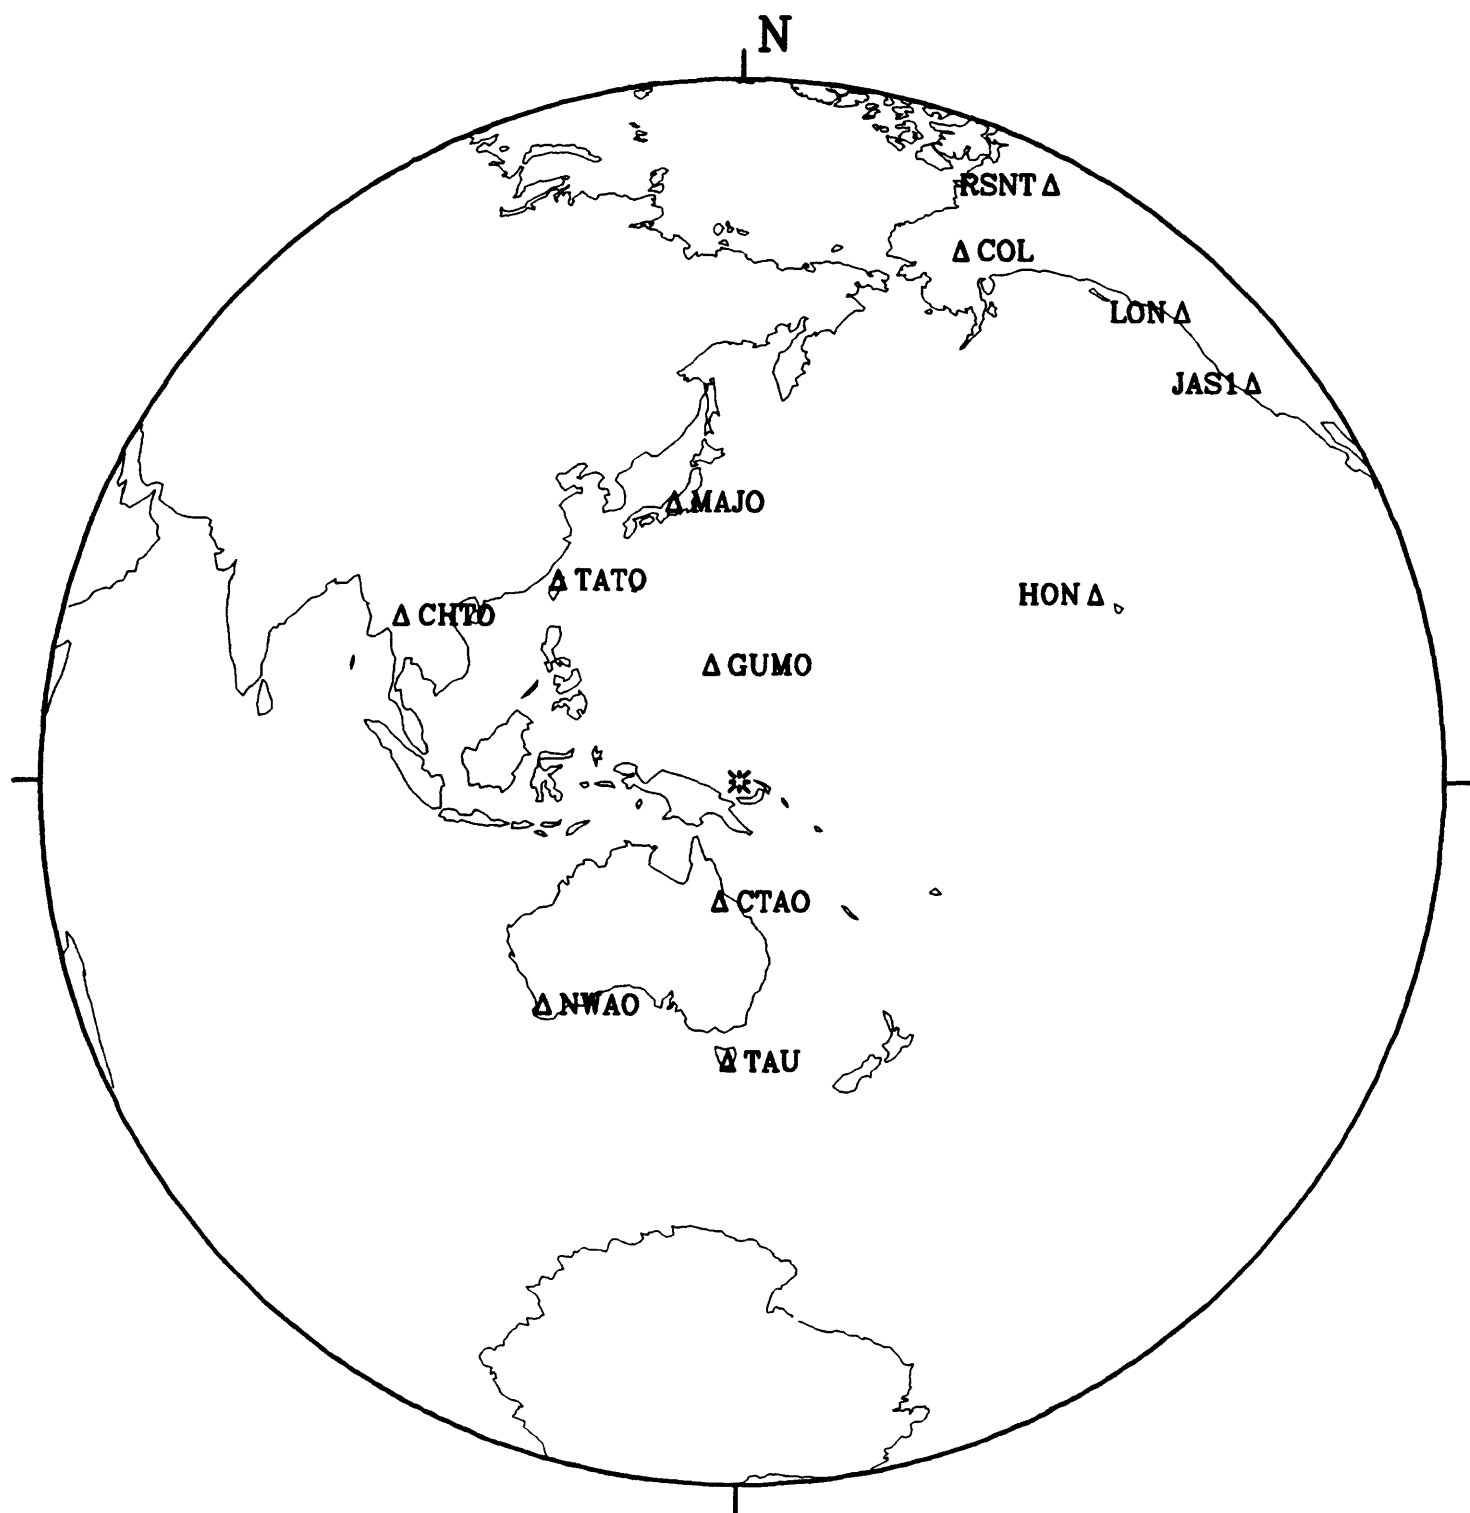 N
RSNT
COL
LON
JAS1
MAJO
TATO
HON
CHTO
GUMO
CTAO
NWAO
TAU